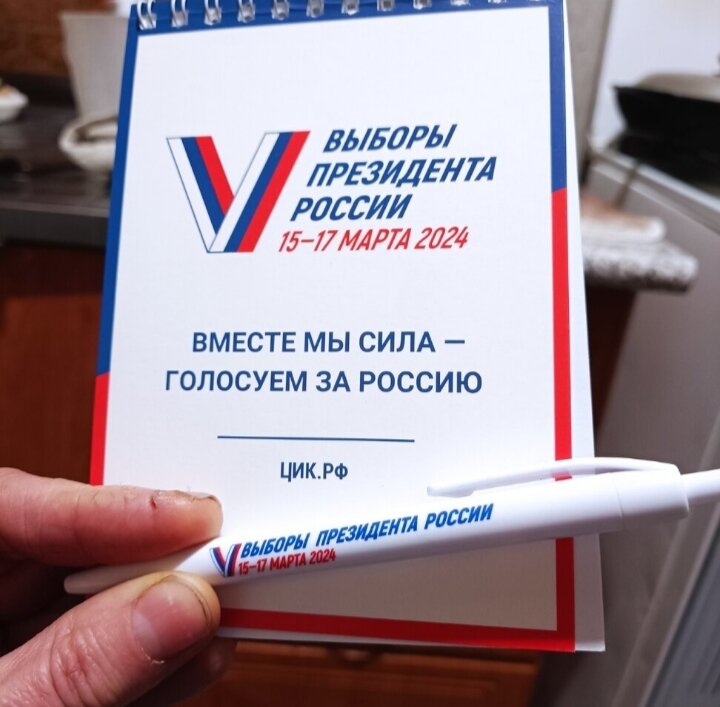 ВЫБОРЫ
ПРЕЗИДЕНТА
РОССИИ
15–17 МАРТА 2024
ВМЕСТЕ МЫ СИЛА –
ГОЛОСУЕМ ЗА РОССИЮ
ЦИК.РФ
ВЫБОРЫ ПРЕЗИДЕНТА РОССИИ
15–17 МАРТА 2024